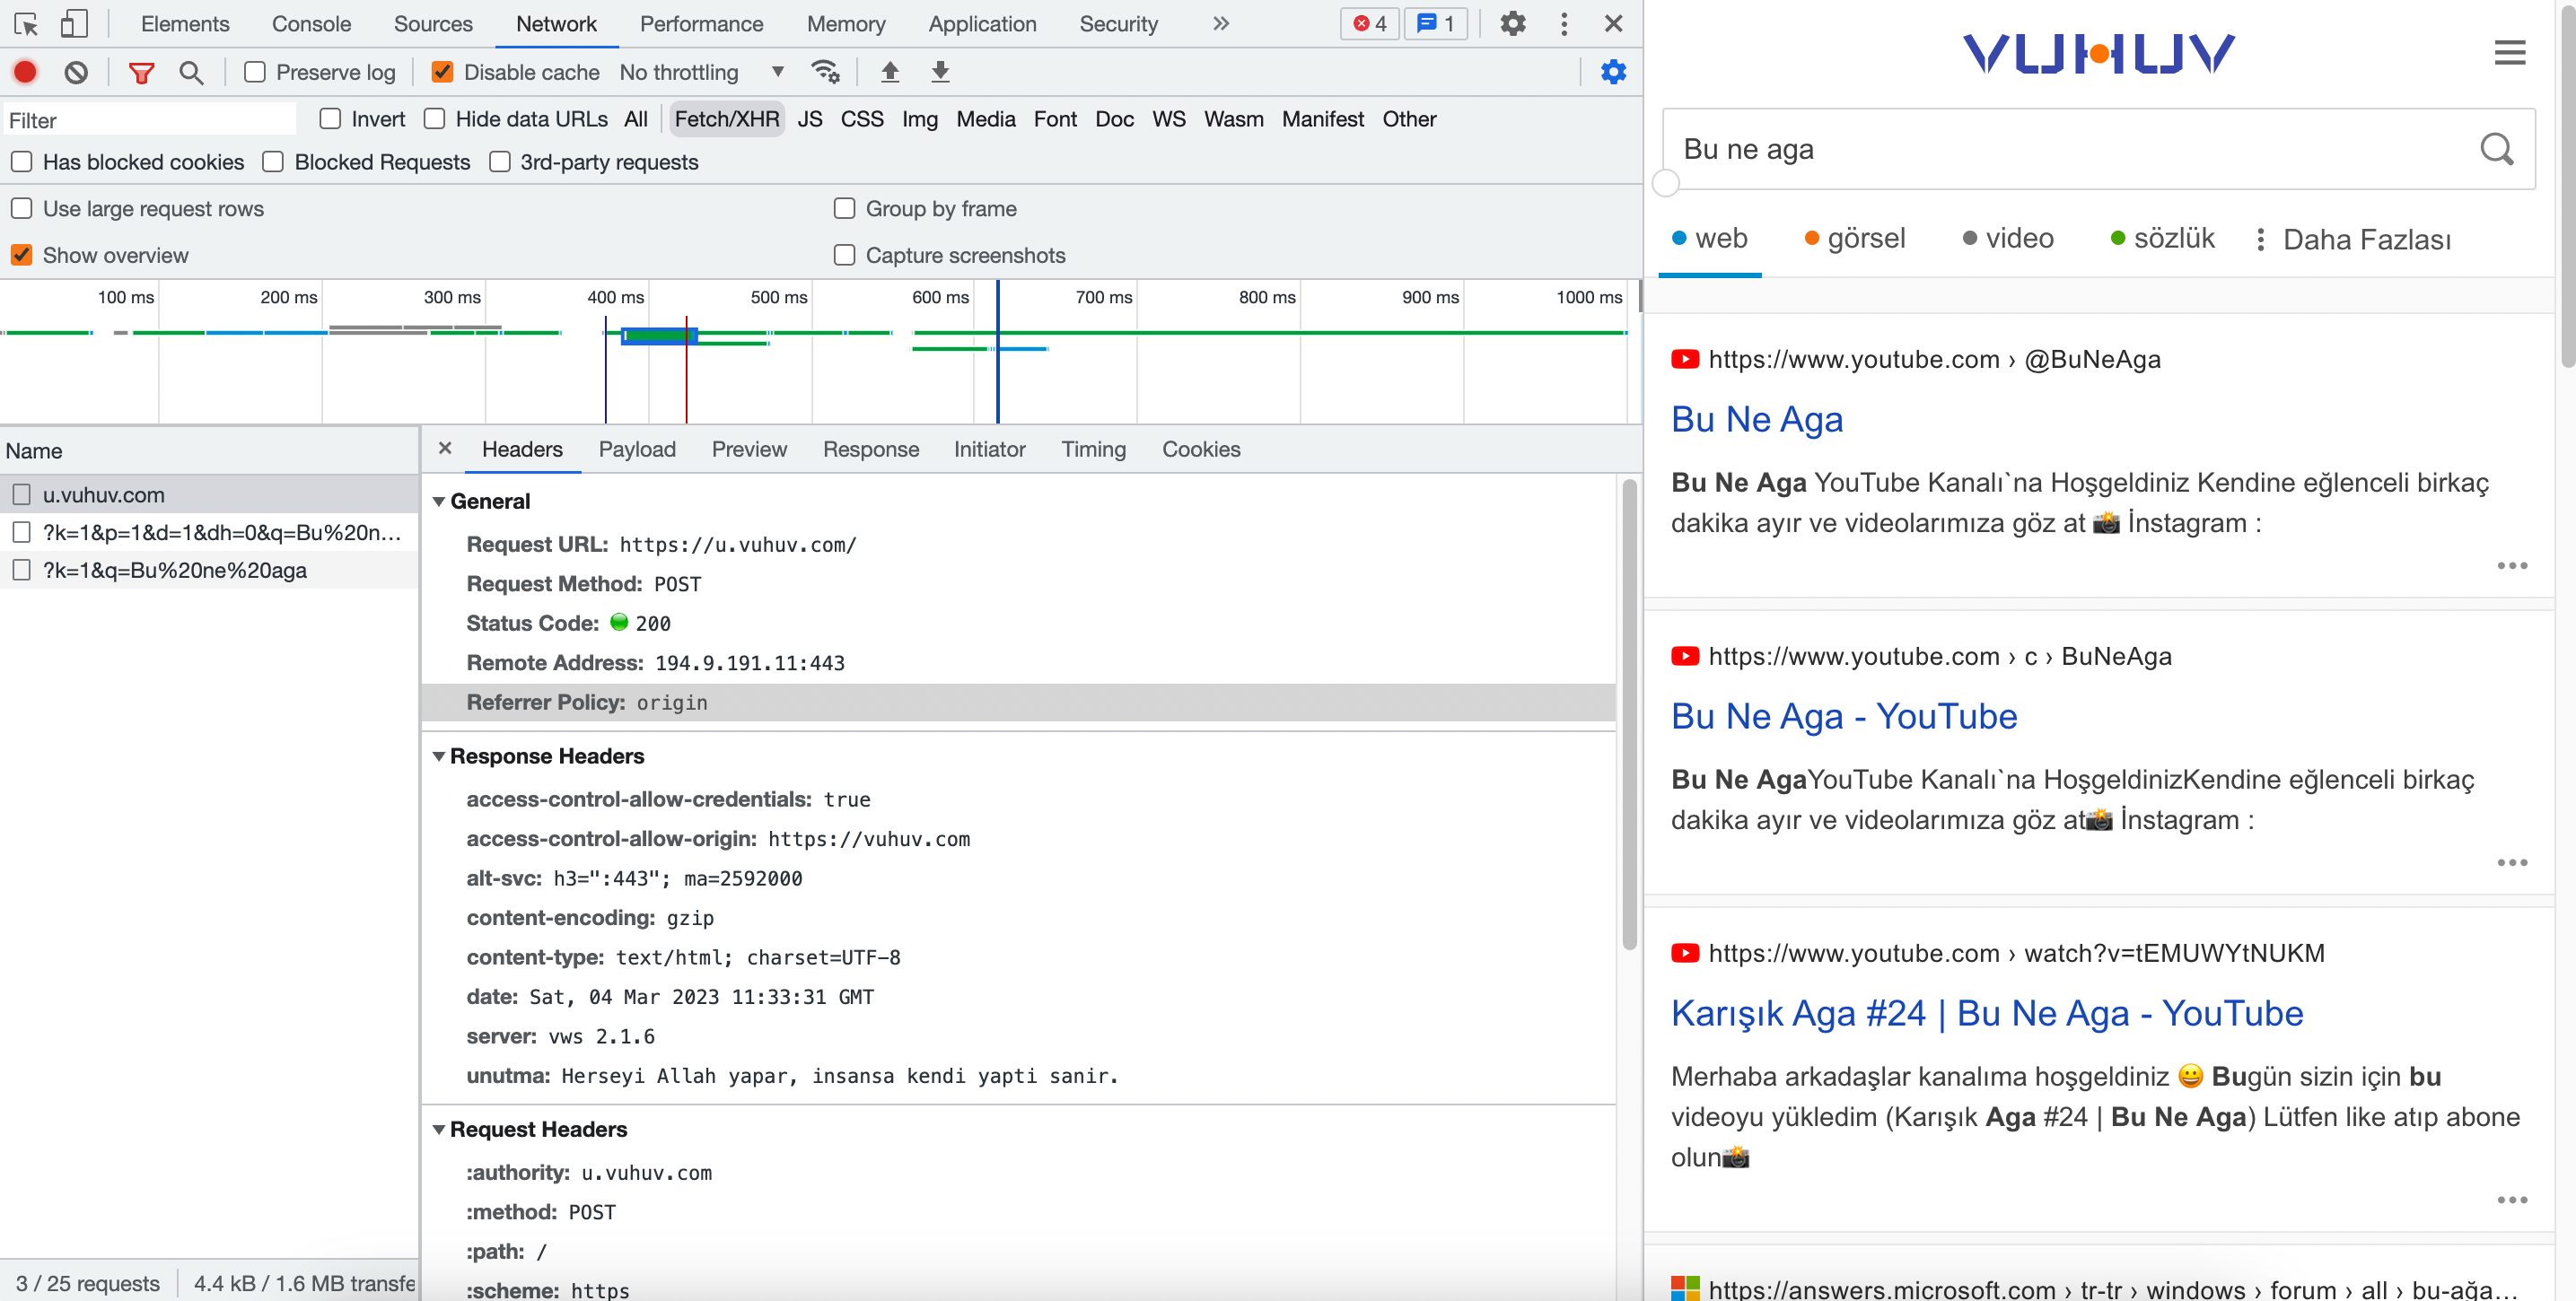 Elements Console Sources Network Performance Memory Application Security » 4 1
Preserve log Disable cache No throttling
Filter Invert Hide data URLs All Fetch/XHR JS CSS Img Media Font Doc WS Wasm Manifest Other
Has blocked cookies Blocked Requests 3rd-party requests
Use large request rows Group by frame
Show overview Capture screenshots
100 ms 200 ms 300 ms 400 ms 500 ms 600 ms 700 ms 800 ms 900 ms 1000 ms
Name
u.vuhuv.com
?k=1&p=1&d=1&dh=0&q=Bu%20n...
?k=1&q=Bu%20ne%20aga
3 / 25 requests 4.4 kB / 1.6 MB transfe
× Headers Payload Preview Response Initiator Timing Cookies
General
Request URL: https://u.vuhuv.com/
Request Method: POST
Status Code: 200
Remote Address: 194.9.191.11:443
Referrer Policy: origin
Response Headers
access-control-allow-credentials: true
access-control-allow-origin: https://vuhuv.com
alt-svc: h3=":443"; ma=2592000
content-encoding: gzip
content-type: text/html; charset=UTF-8
date: Sat, 04 Mar 2023 11:33:31 GMT
server: vws 2.1.6
unutma: Herseyi Allah yapar, insansa kendi yapti sanir.
Request Headers
:authority: u.vuhuv.com
:method: POST
:path: /
:scheme: https
VUHUV
Bu ne aga
web görsel video sözlük Daha Fazlası
https://www.youtube.com › @BuNeAga
Bu Ne Aga
Bu Ne Aga YouTube Kanalı`na Hoşgeldiniz Kendine eğlenceli birkaç
dakika ayır ve videolarımıza göz at 📸 İnstagram :
https://www.youtube.com › c › BuNeAga
Bu Ne Aga - YouTube
Bu Ne AgaYouTube Kanalı`na HoşgeldinizKendine eğlenceli birkaç
dakika ayır ve videolarımıza göz at📸 İnstagram :
https://www.youtube.com › watch?v=tEMUWYtNUKM
Karışık Aga #24 | Bu Ne Aga - YouTube
Merhaba arkadaşlar kanalıma hoşgeldiniz 😀 Bugün sizin için bu
videoyu yükledim (Karışık Aga #24 | Bu Ne Aga) Lütfen like atıp abone
olun📸
https://answers.microsoft.com › tr-tr › windows › forum › all › bu-ağa...